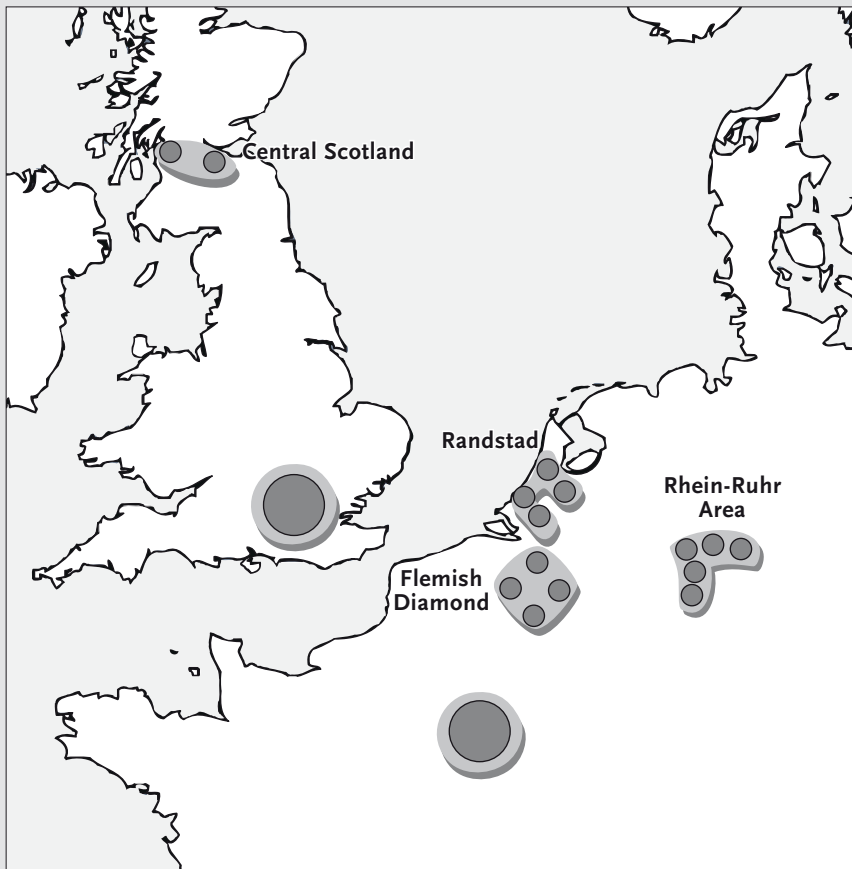 Central Scotland
Randstad
Rhein-Ruhr
Area
Flemish
Diamond